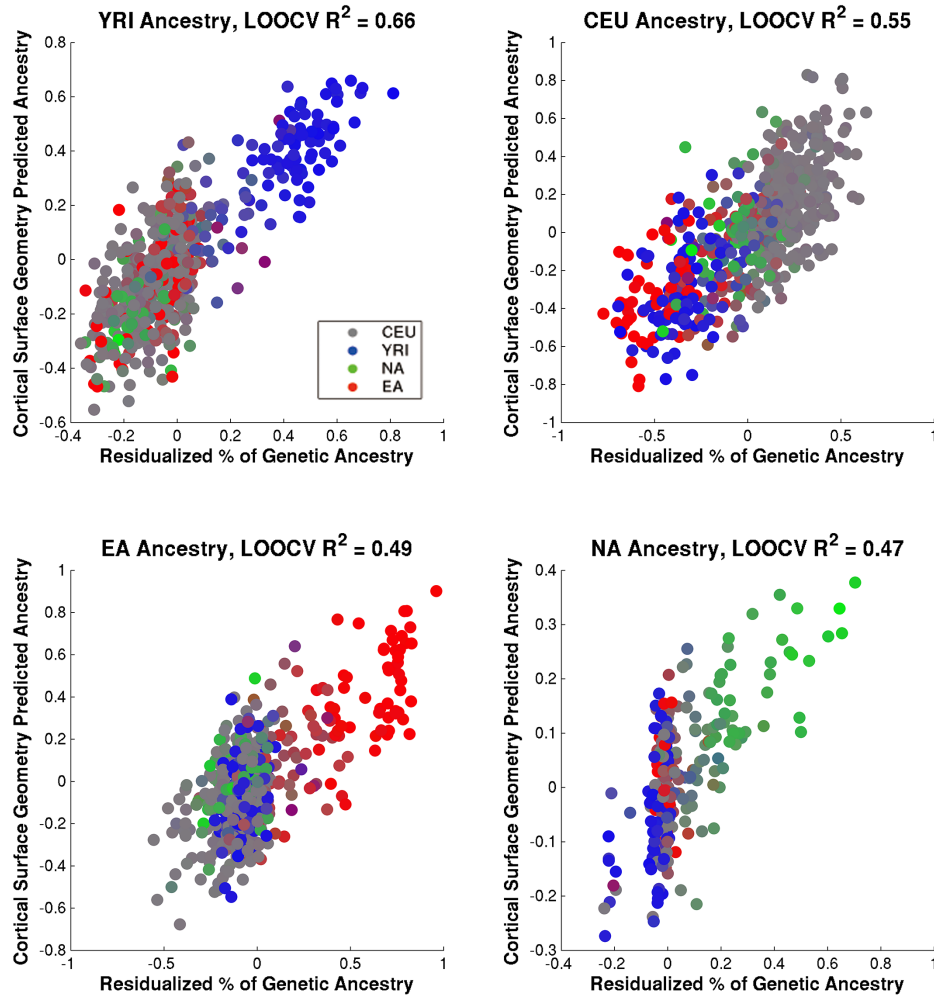 YRI Ancestry, LOOCV R² = 0.66
Cortical Surface Geometry Predicted Ancestry
0.8
0.6
0.4
0.2
0
-0.2
-0.4
-0.6
CEU
YRI
NA
EA
-0.4 -0.2 0 0.2 0.4 0.6 0.8 1
Residualized % of Genetic Ancestry
CEU Ancestry, LOOCV R² = 0.55
Cortical Surface Geometry Predicted Ancestry
1
0.8
0.6
0.4
0.2
0
-0.2
-0.4
-0.6
-0.8
-1
-1 -0.5 0 0.5 1
Residualized % of Genetic Ancestry
EA Ancestry, LOOCV R² = 0.49
Cortical Surface Geometry Predicted Ancestry
1
0.8
0.6
0.4
0.2
0
-0.2
-0.4
-0.6
-0.8
-1 -0.5 0 0.5 1
Residualized % of Genetic Ancestry
NA Ancestry, LOOCV R² = 0.47
Cortical Surface Geometry Predicted Ancestry
0.4
0.3
0.2
0.1
0
-0.1
-0.2
-0.3
-0.4 -0.2 0 0.2 0.4 0.6 0.8 1
Residualized % of Genetic Ancestry